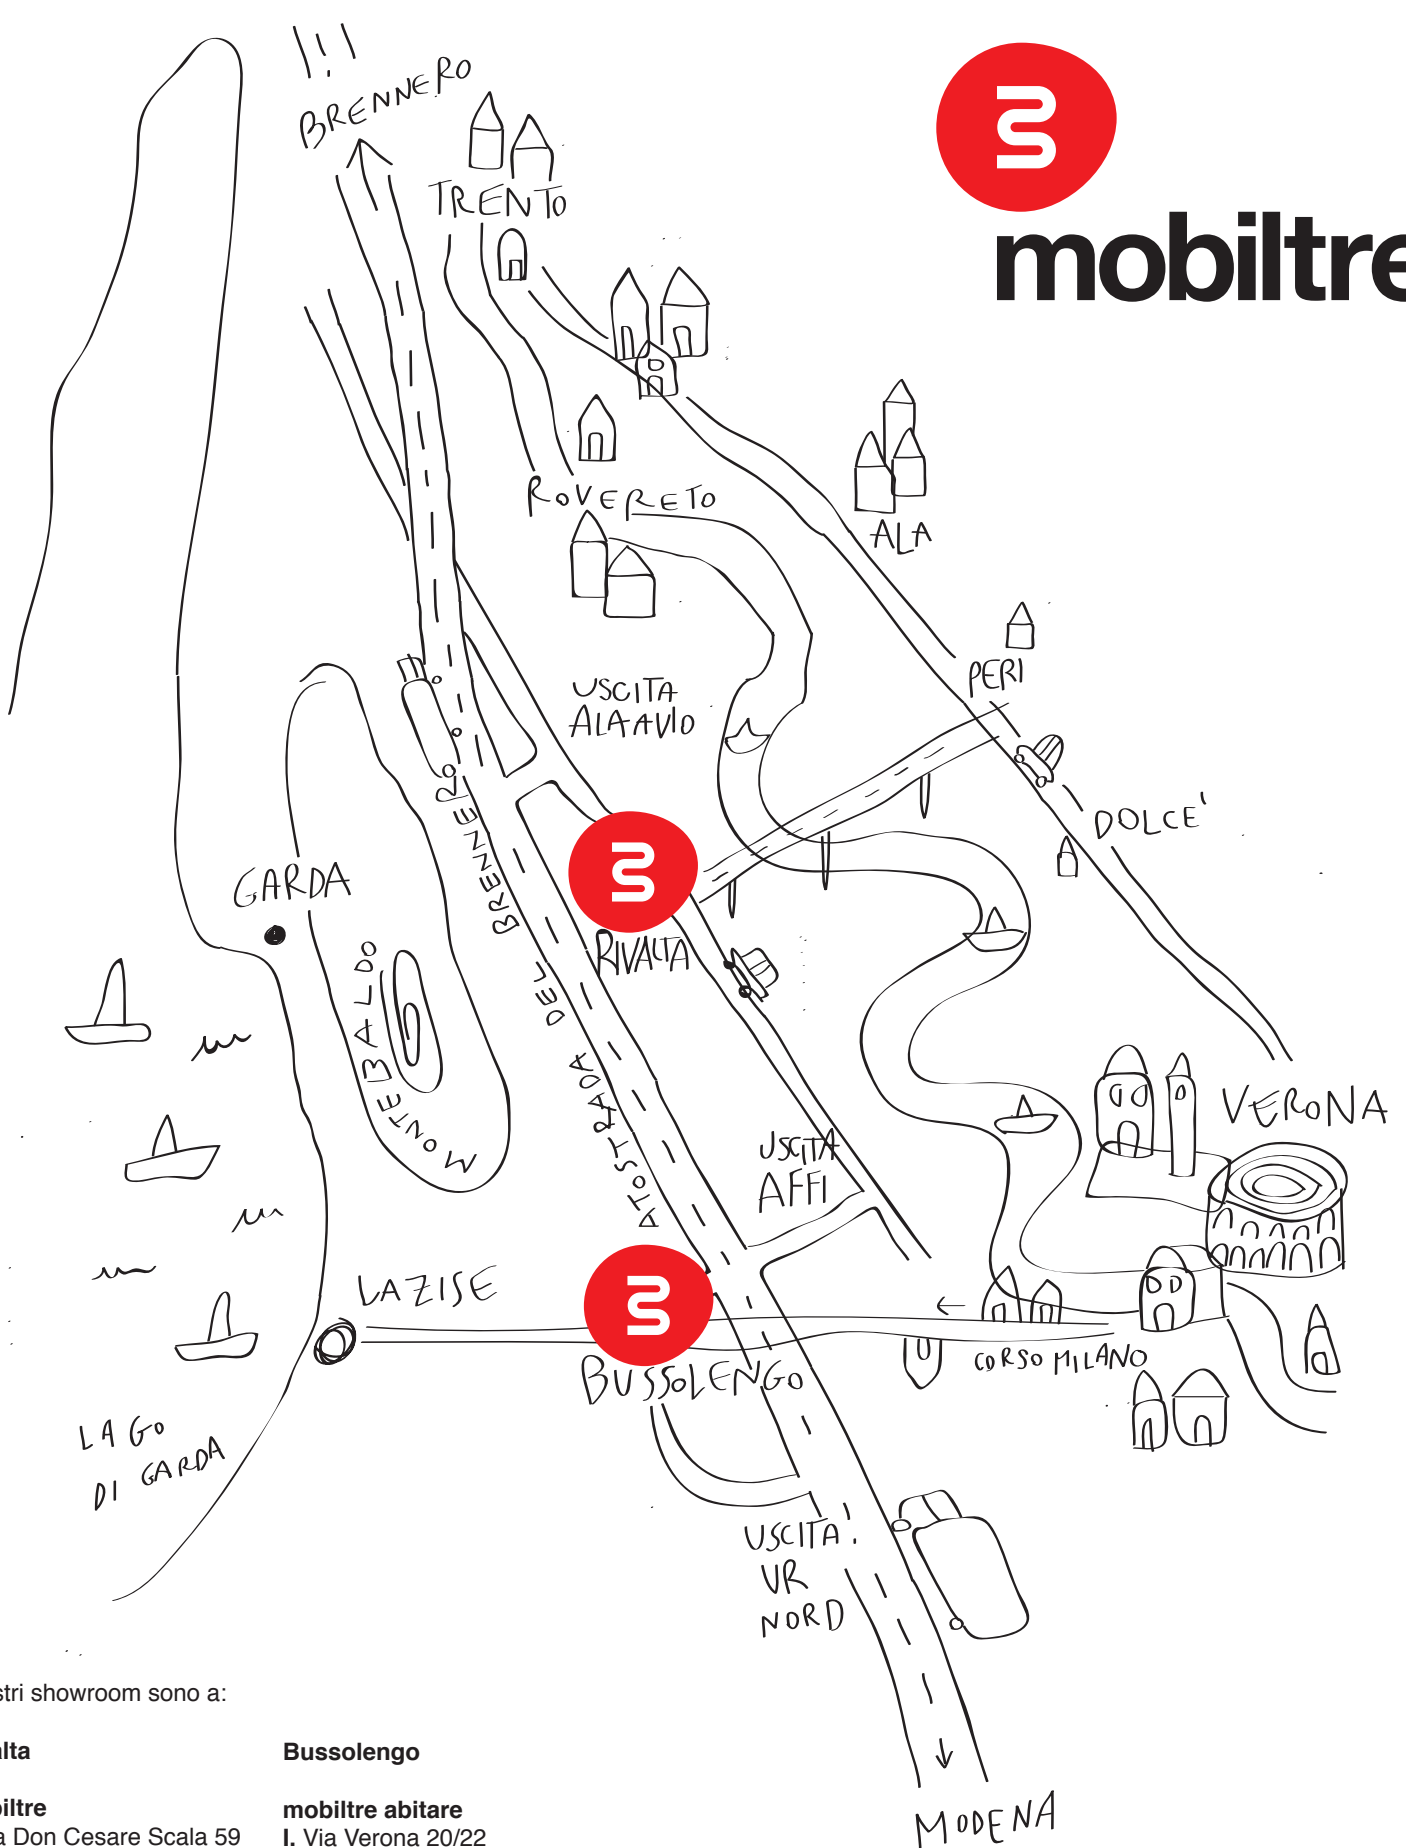 BRENNERO
mobiltre
TRENTO
ROVERETO
ALA
PERI
USCITA
ALA AVIO
DOLCE'
GARDA
RIVALTA
MONTE BALDO
ATOSTRADA DEL BRENNERO
VERONA
USCITA
AFFI
LAZISE
BUSSOLENGO
CORSO MILANO
LAGO
DI GARDA
USCITA
VR
NORD
MODENA
stri showroom sono a:
alta
Bussolengo
biltre
mobiltre abitare
a Don Cesare Scala 59
I. Via Verona 20/22